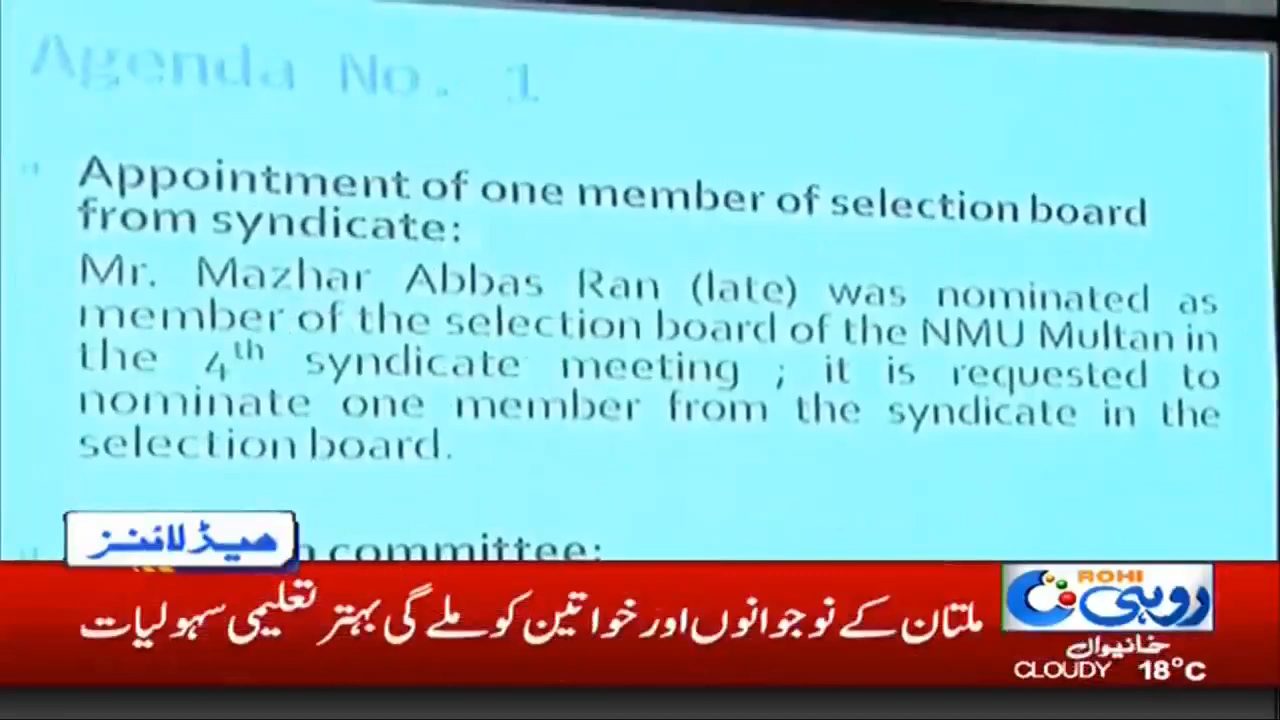 Agenda No. 1
Appointment of one member of selection board
from syndicate:
Mr. Mazhar Abbas Ran (late) was nominated as
member of the selection board of the NMU Multan in
the 4th syndicate meeting ; it is requested to
nominate one member from the syndicate in the
selection board.
committee:
ہیڈلائنز
ملتان کے نوجوانوں اور خواتین کو ملے گی بہتر تعلیمی سہولیات
ROHI
روہی
خانیوال
CLOUDY 18°C